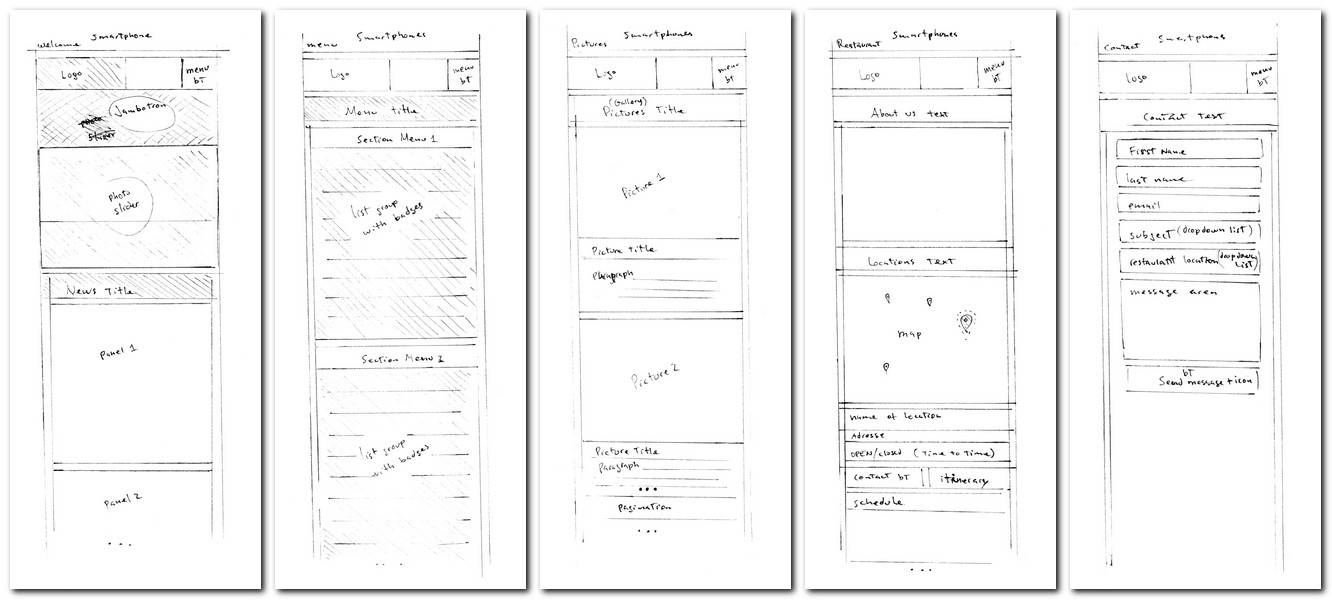 Smartphone
welcome
Logo
menu
bt
Jambotron
photo
slider
photo
slider
News Title
Panel 1
Panel 2
...
Smartphones
menu
Logo
menu
bt
Menu title
Section Menu 1
list group
with badges
Section Menu 2
list group
with badges
...
Smartphones
Pictures
Logo
menu
bt
(Gallery)
Pictures Title
Picture 1
Picture title
Paragraph
Picture 2
Picture Title
Paragraph
...
pagination
...
Smartphones
Restaurant
Logo
menu
bt
About us test
Locations Text
map
name of location
Adresse
OPEN/closed (Time to Time)
contact bt
itinerary
schedule
...
Smartphones
Contact
Logo
menu
bt
Contact Test
First Name
last name
email
subject (dropdown list)
restaurant location (dropdown
List)
message area
bt
Send message + icon